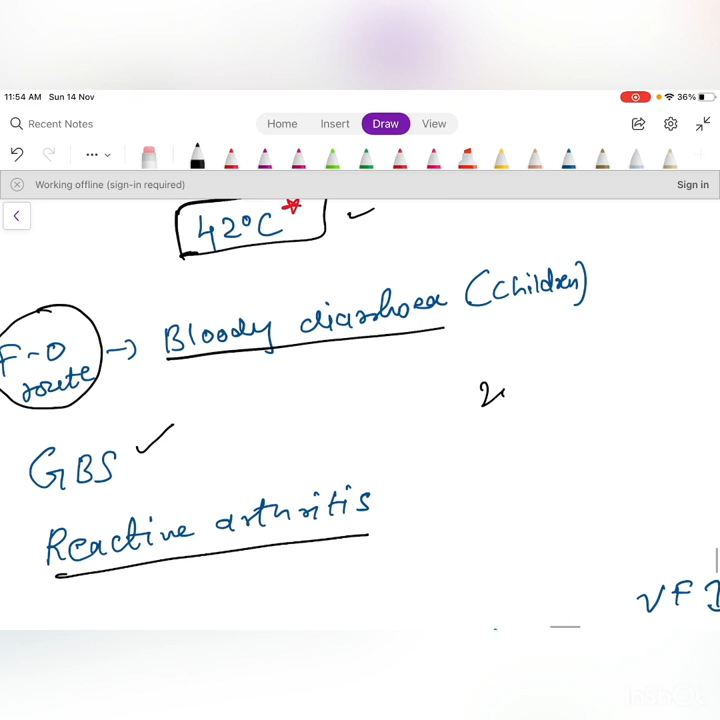 11:54 AM Sun 14 Nov
36%
Recent Notes
Home Insert Draw View
Working offline (sign-in required)
Sign in
42°C
F-O route → Bloody diarrhoea (Children)
GBS
Reactive arthritis